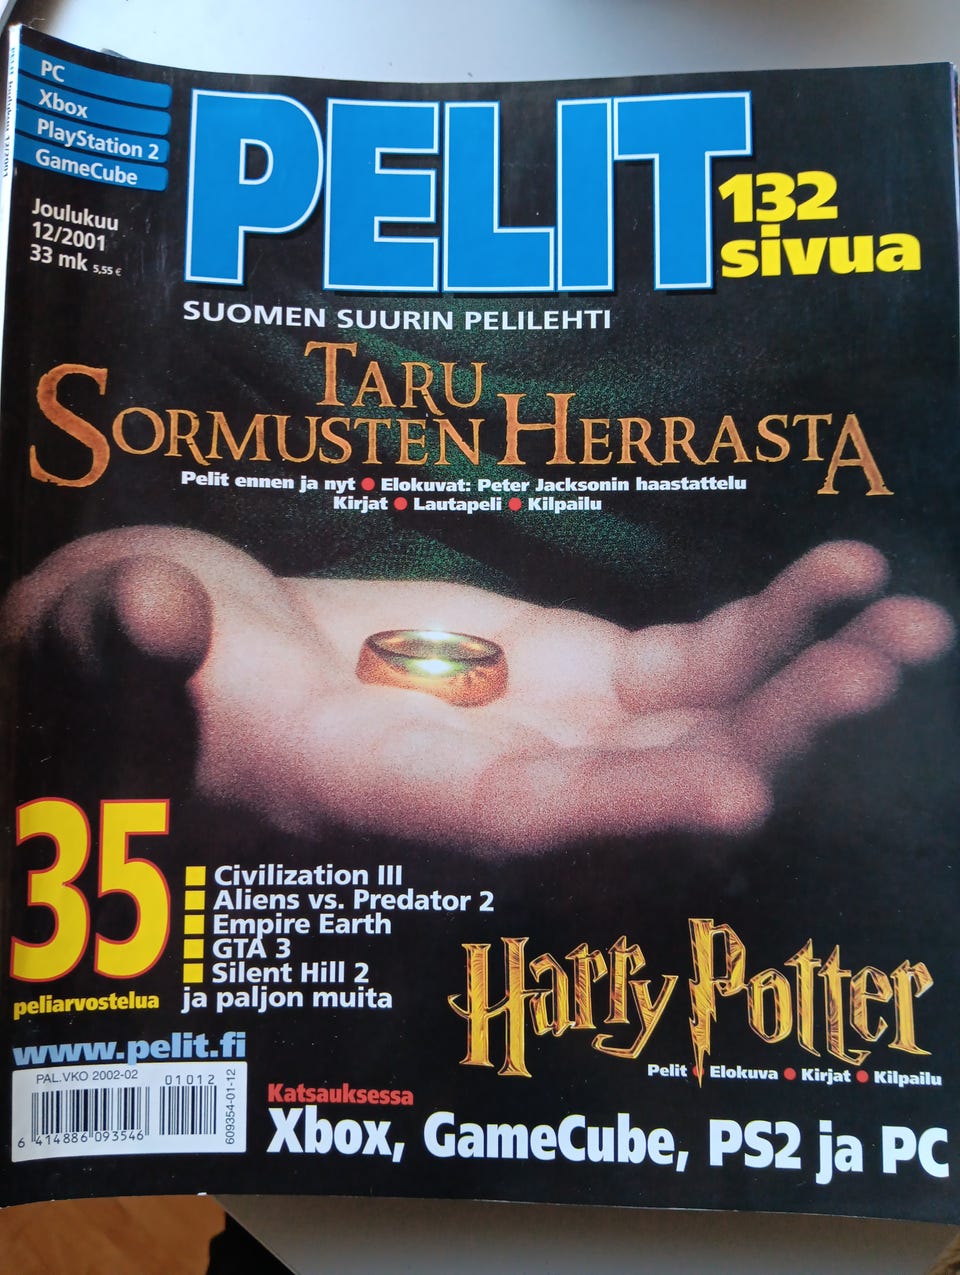 PC
Xbox
PlayStation 2
GameCube
Joulukuu
12/2001
33 mk 5,55 €
PELIT
132
sivua
SUOMEN SUURIN PELILEHTI
TARU
SORMUSTEN HERRASTA
Pelit ennen ja nyt ● Elokuvat: Peter Jacksonin haastattelu
Kirjat ● Lautapeli ● Kilpailu
35
peliarvostelua
Civilization III
Aliens vs. Predator 2
Empire Earth
GTA 3
Silent Hill 2
ja paljon muita
Harry Potter
Pelit ● Elokuva ● Kirjat ● Kilpailu
www.pelit.fi
PAL.VKO 2002-02
01012
6 414886 093546
609354-01-12
Katsauksessa
Xbox, GameCube, PS2 ja PC